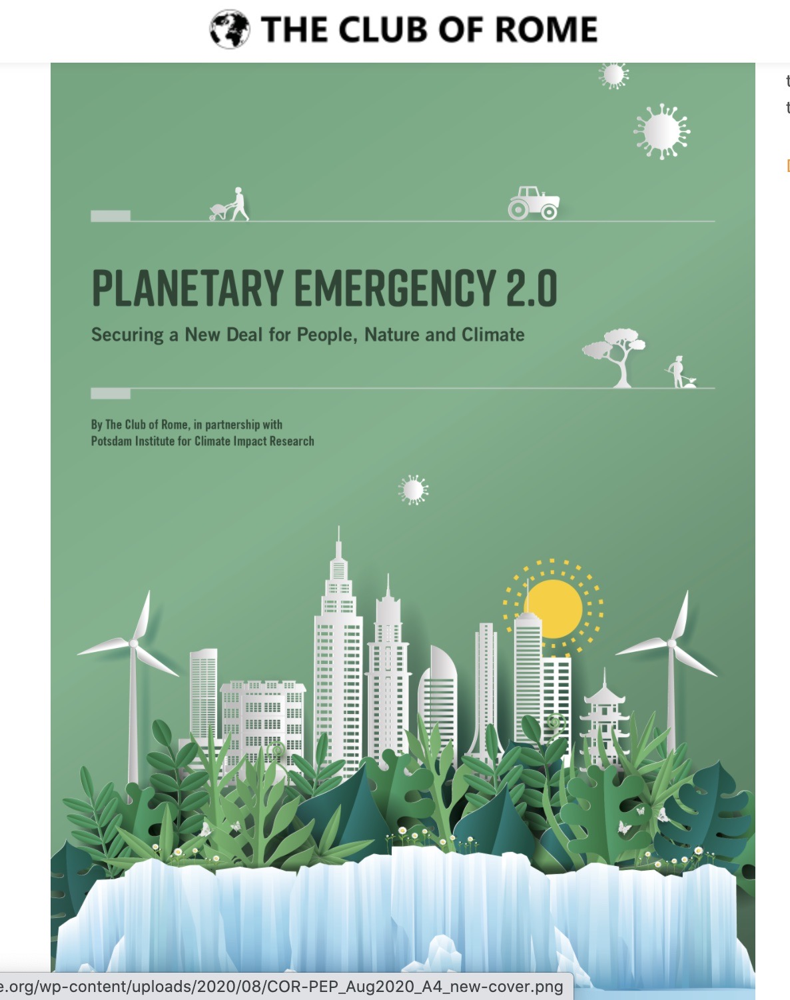 THE CLUB OF ROME
PLANETARY EMERGENCY 2.0
Securing a New Deal for People, Nature and Climate
By The Club of Rome, in partnership with
Potsdam Institute for Climate Impact Research
e.org/wp-content/uploads/2020/08/COR-PEP_Aug2020_A4_new-cover.png